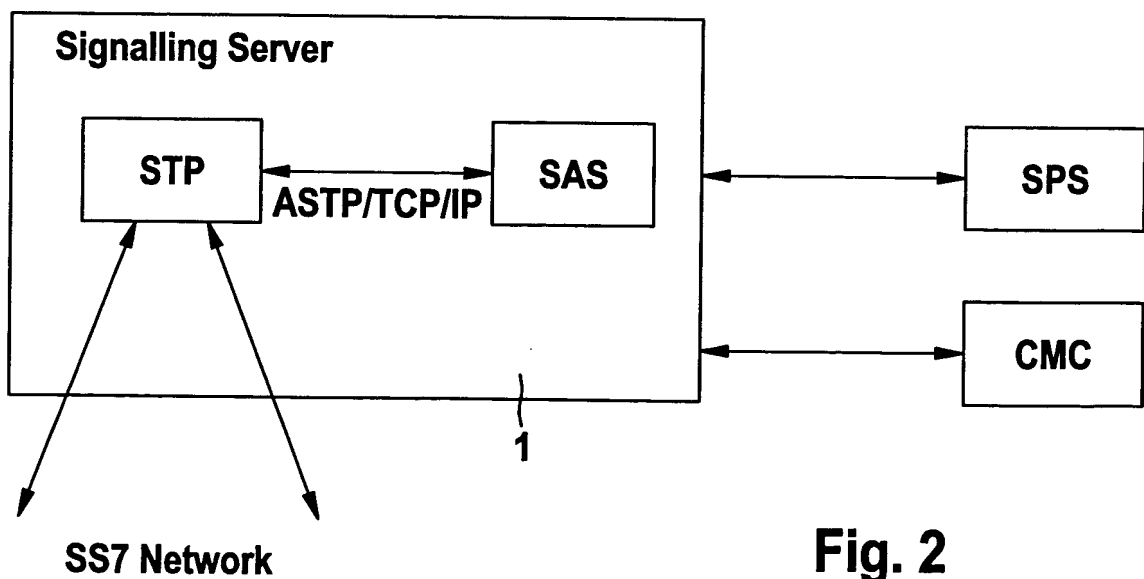 Signalling Server
STP
ASTP/TCP/IP
SAS
SPS
CMC
1
SS7 Network
Fig. 2